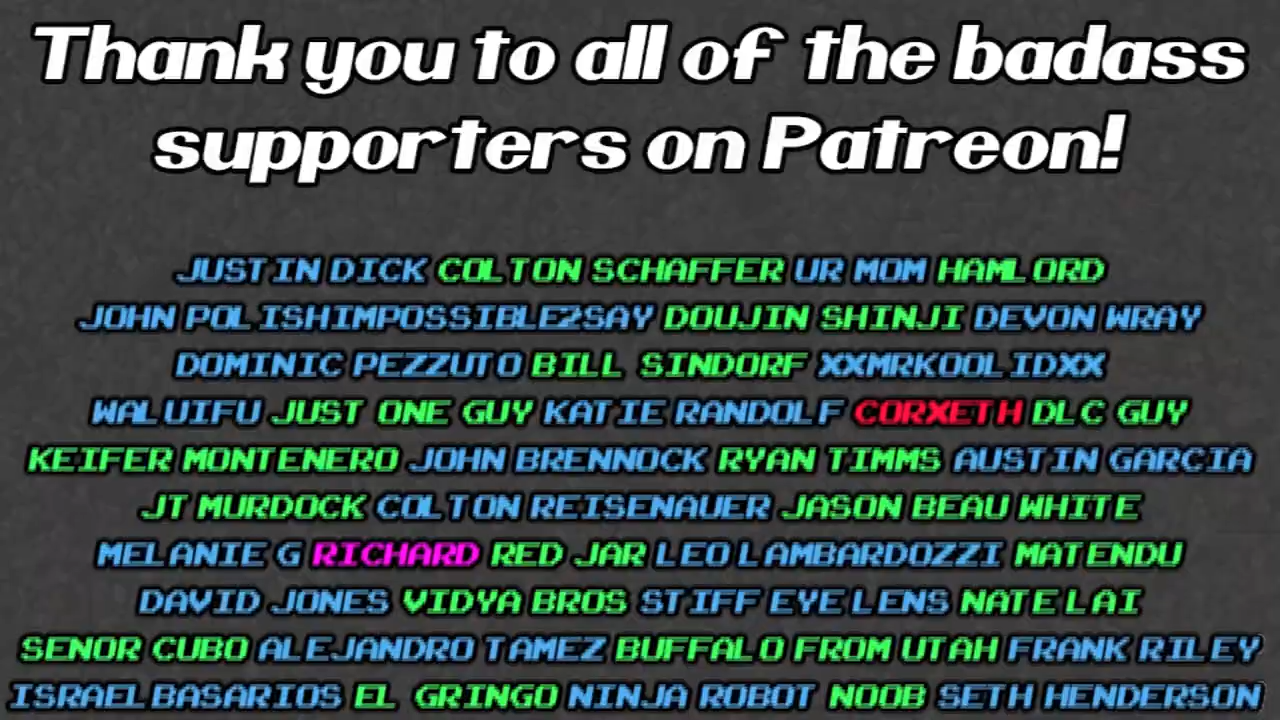 Thank you to all of the badass
supporters on Patreon!
JUSTIN DICK COLTON SCHAFFER UR MOM HAMLORD
JOHN POLISHIMPOSSIBLE2SAY DOUJIN SHINJI DEVON WRAY
DOMINIC PEZZUTO BILL SINDORF XXMRKOOLIDXX
WALUIFU JUST ONE GUY KATIE RANDOLF CORXETH DLC GUY
KEIFER MONTENERO JOHN BRENNOCK RYAN TIMMS AUSTIN GARCIA
JT MURDOCK COLTON REISENAUER JASON BEAU WHITE
MELANIE G RICHARD RED JAR LEO LAMBARDOZZI MATENDU
DAVID JONES VIDYA BROS STIFF EYE LENS NATE LAI
SENOR CUBO ALEJANDRO TAMEZ BUFFALO FROM UTAH FRANK RILEY
ISRAEL BASARIOS EL GRINGO NINJA ROBOT NOOB SETH HENDERSON